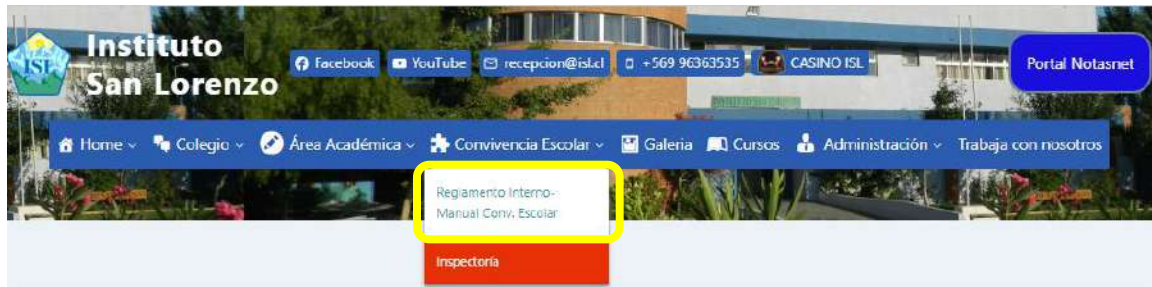 Instituto
San Lorenzo
ISL
Facebook YouTube recepcion@isl.cl +569 96363535 CASINO ISL
Portal Notasnet
Home Colegio Área Académica Convivencia Escolar Galeria Cursos Administración Trabaja con nosotros
Reglamento Interno-
Manual Conv. Escolar
Inspectoría